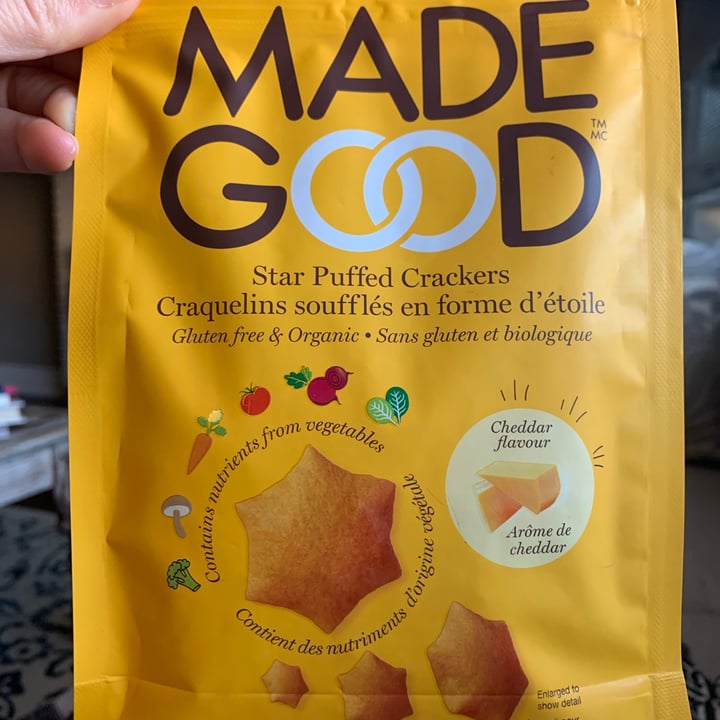 MADE
GOOD
TM
MC
Star Puffed Crackers
Craquelins soufflés en forme d'étoile
Gluten free & Organic • Sans gluten et biologique
Contains nutrients from vegetables
Contient des nutriments d'origine végétale
Cheddar
flavour
Arôme de
cheddar
Enlarged to
show detail